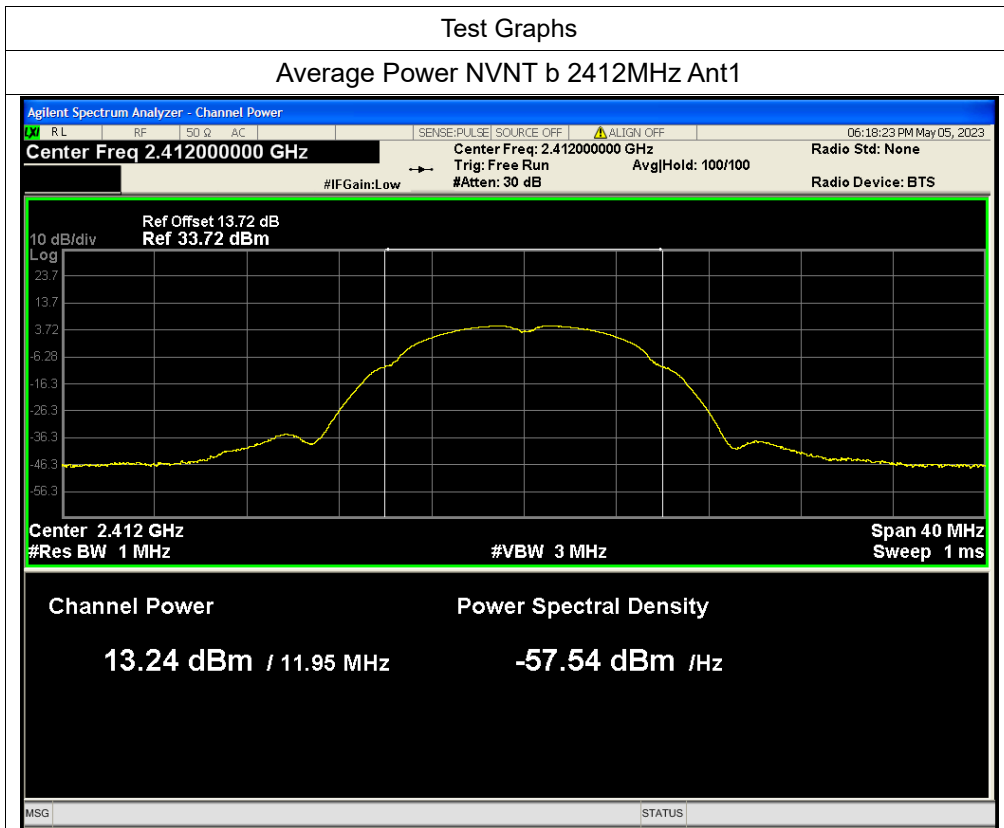 Test Graphs
Average Power NVNT b 2412MHz Ant1
Agilent Spectrum Analyzer - Channel Power
LXI RL RF 50 Ω AC SENSE:PULSE SOURCE OFF ALIGN OFF 06:18:23 PM May 05, 2023
Center Freq 2.412000000 GHz Center Freq: 2.412000000 GHz Radio Std: None
Trig: Free Run Avg|Hold: 100/100
#IFGain:Low #Atten: 30 dB Radio Device: BTS
Ref Offset 13.72 dB
10 dB/div Ref 33.72 dBm
Log
23.7
13.7
3.72
-6.28
-16.3
-26.3
-36.3
-46.3
-56.3
Center 2.412 GHz Span 40 MHz
#Res BW 1 MHz #VBW 3 MHz Sweep 1 ms
Channel Power Power Spectral Density
13.24 dBm / 11.95 MHz -57.54 dBm /Hz
MSG STATUS